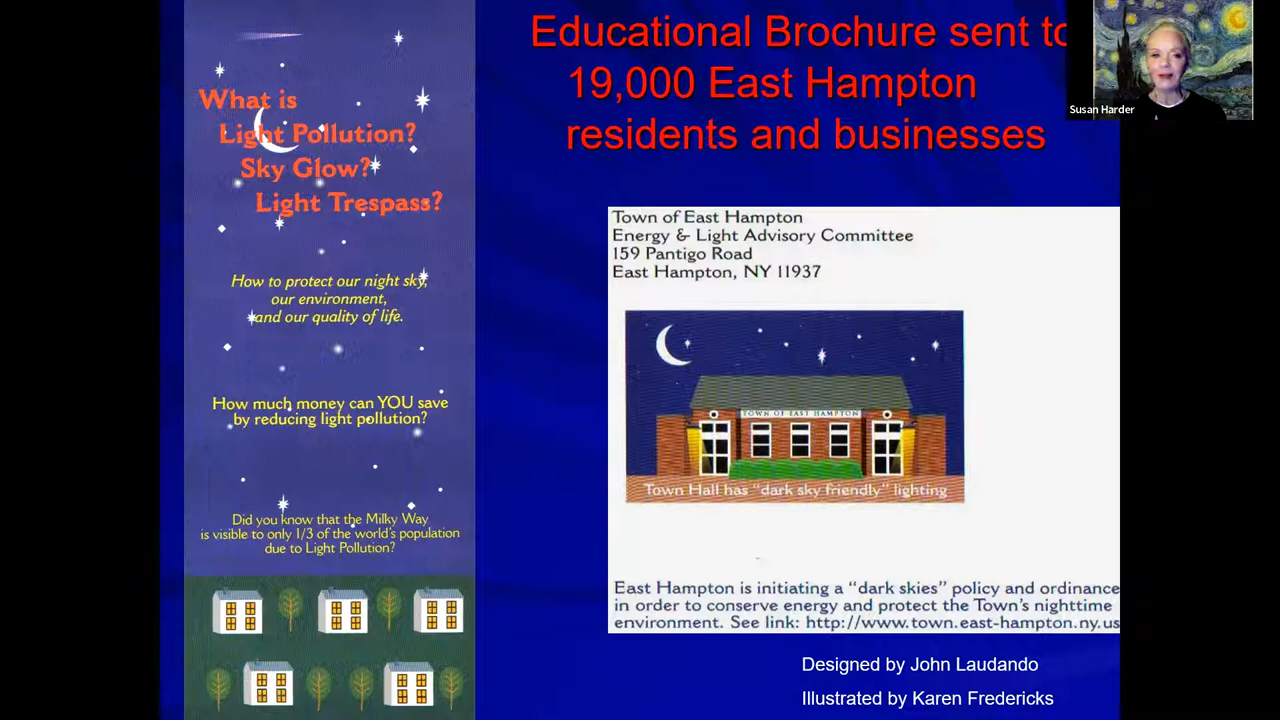 Educational Brochure sent to
19,000 East Hampton
residents and businesses
Susan Harder
What is
Light Pollution?
Sky Glow?
Light Trespass?
How to protect our night sky,
our environment,
and our quality of life.
How much money can YOU save
by reducing light pollution?
Did you know that the Milky Way
is visible to only 1/3 of the world's population
due to Light Pollution?
Town of East Hampton
Energy & Light Advisory Committee
159 Pantigo Road
East Hampton, NY 11937
TOWN OF EAST HAMPTON
Town Hall has "dark sky friendly" lighting
East Hampton is initiating a "dark skies" policy and ordinance
in order to conserve energy and protect the Town's nighttime
environment. See link: http://www.town.east-hampton.ny.us
Designed by John Laudando
Illustrated by Karen Fredericks